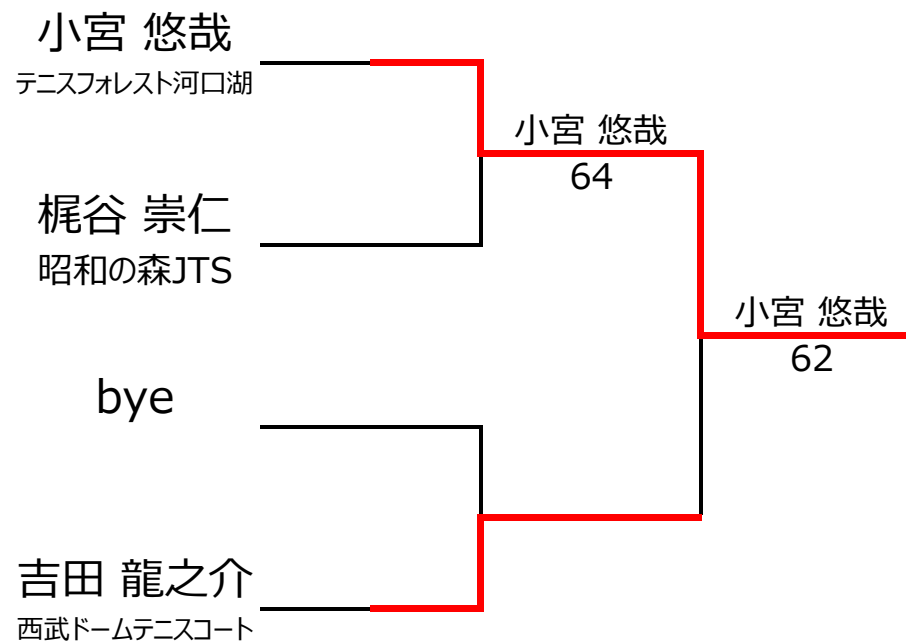 小宮 悠哉
テニスフォレスト河口湖
小宮 悠哉
64
梶谷 崇仁
昭和の森JTS
小宮 悠哉
62
bye
吉田 龍之介
西武ドームテニスコート